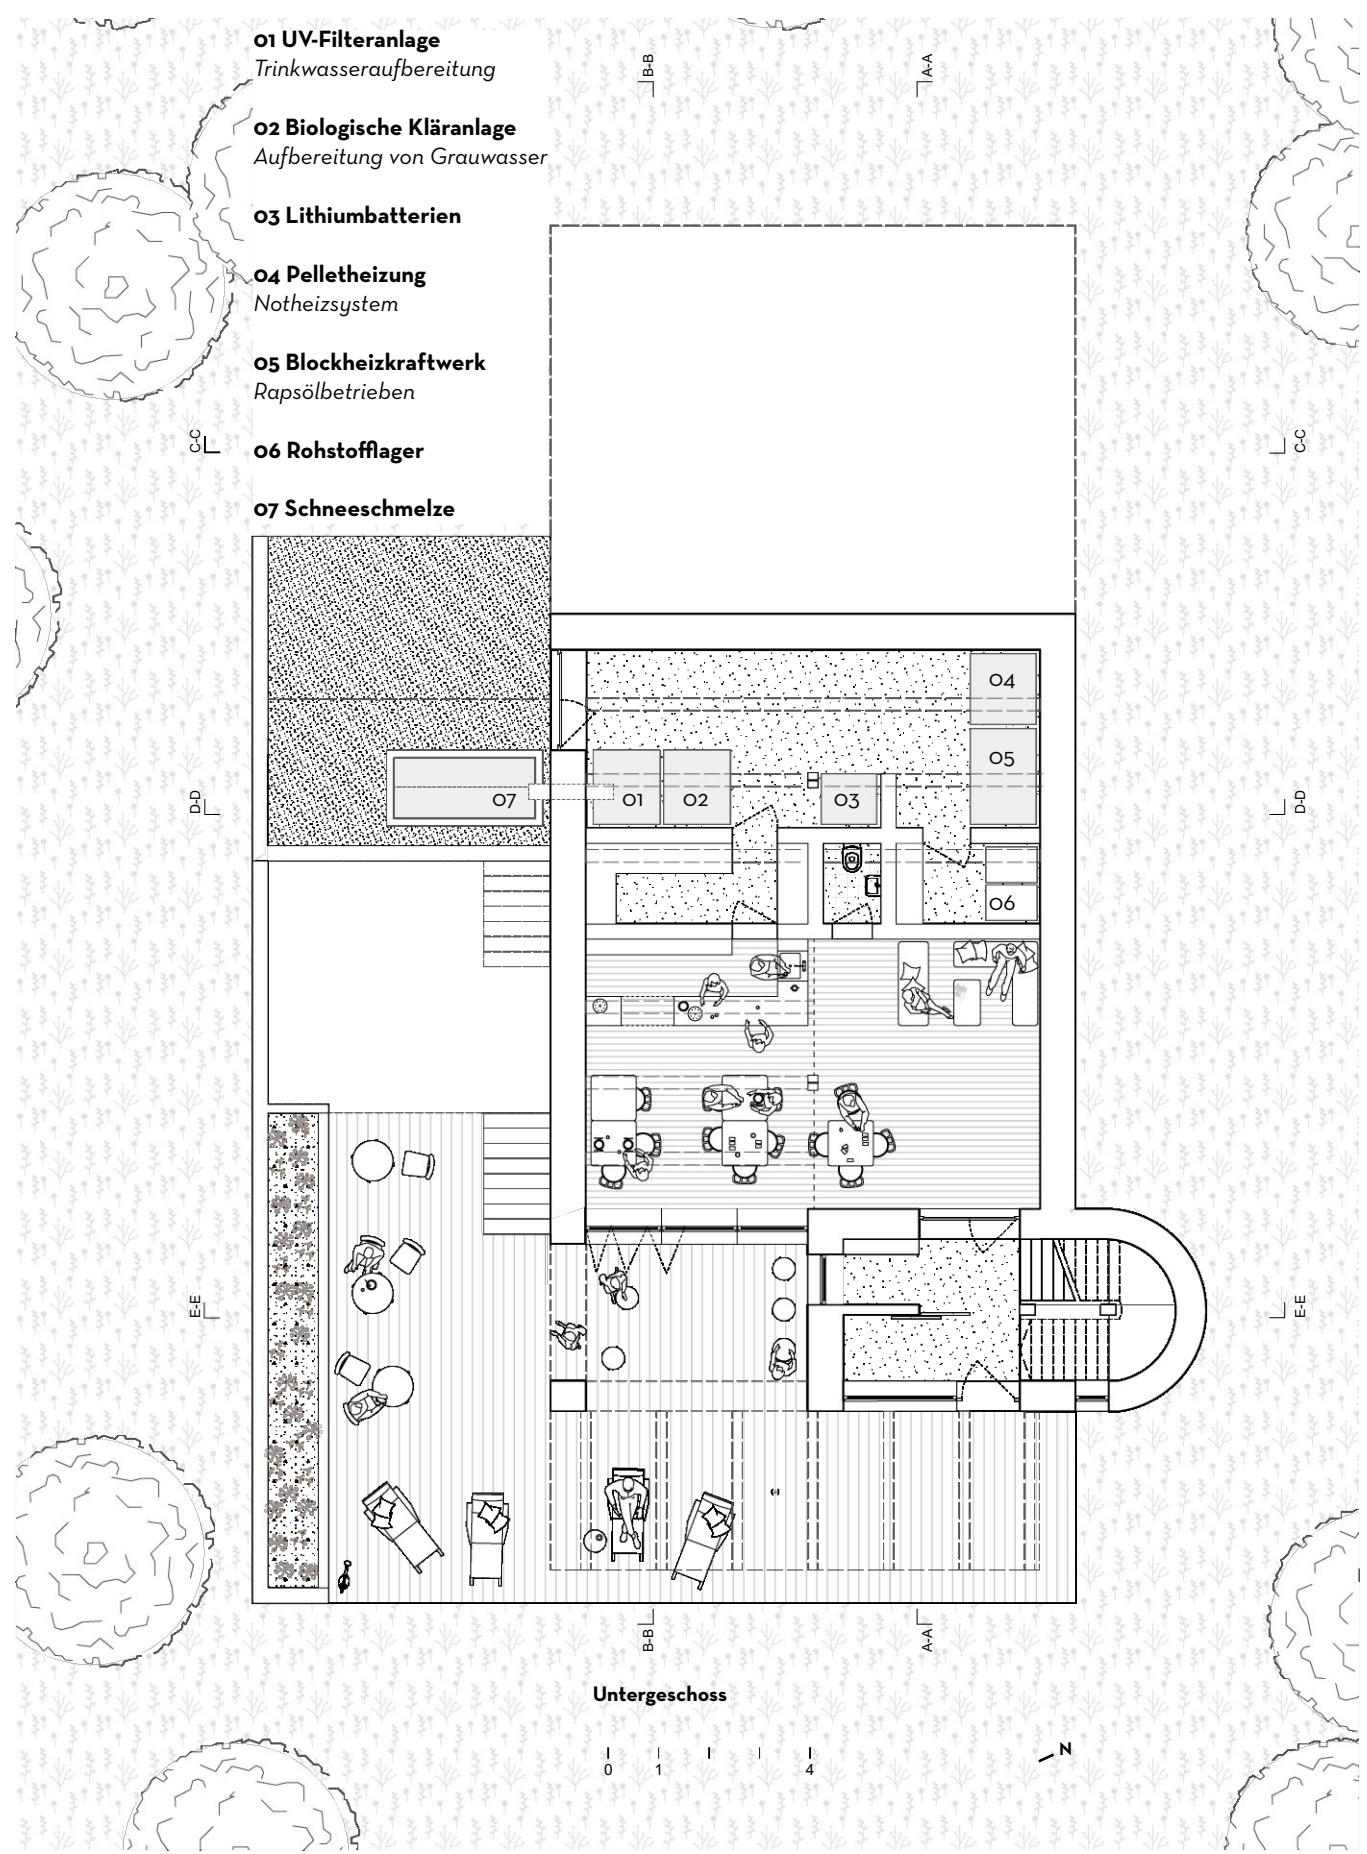 01 UV-Filteranlage
Trinkwasseraufbereitung
B-B
A-A
02 Biologische Kläranlage
Aufbereitung von Grauwasser
03 Lithiumbatterien
04 Pelletheizung
Notheizsystem
05 Blockheizkraftwerk
Rapsölbetrieben
C-C
06 Rohstofflager
C-C
07 Schneeschmelze
04
05
D-D
07
01
02
03
D-D
06
E-E
E-E
B-B
A-A
Untergeschoss
N
0 1 4